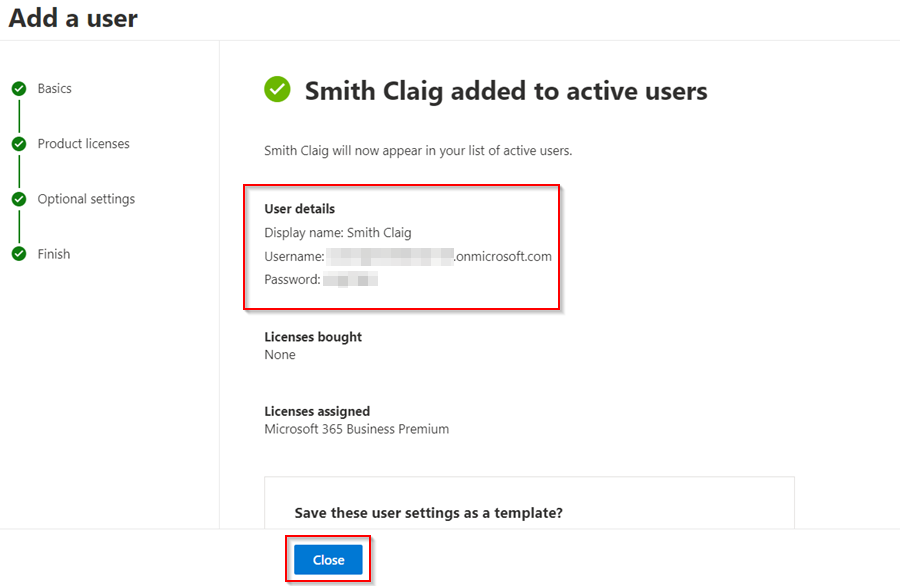 Add a user
Basics
Product licenses
Optional settings
Finish
Smith Claig added to active users
Smith Claig will now appear in your list of active users.
User details
Display name: Smith Claig
Username: .onmicrosoft.com
Password:
Licenses bought
None
Licenses assigned
Microsoft 365 Business Premium
Save these user settings as a template?
Close